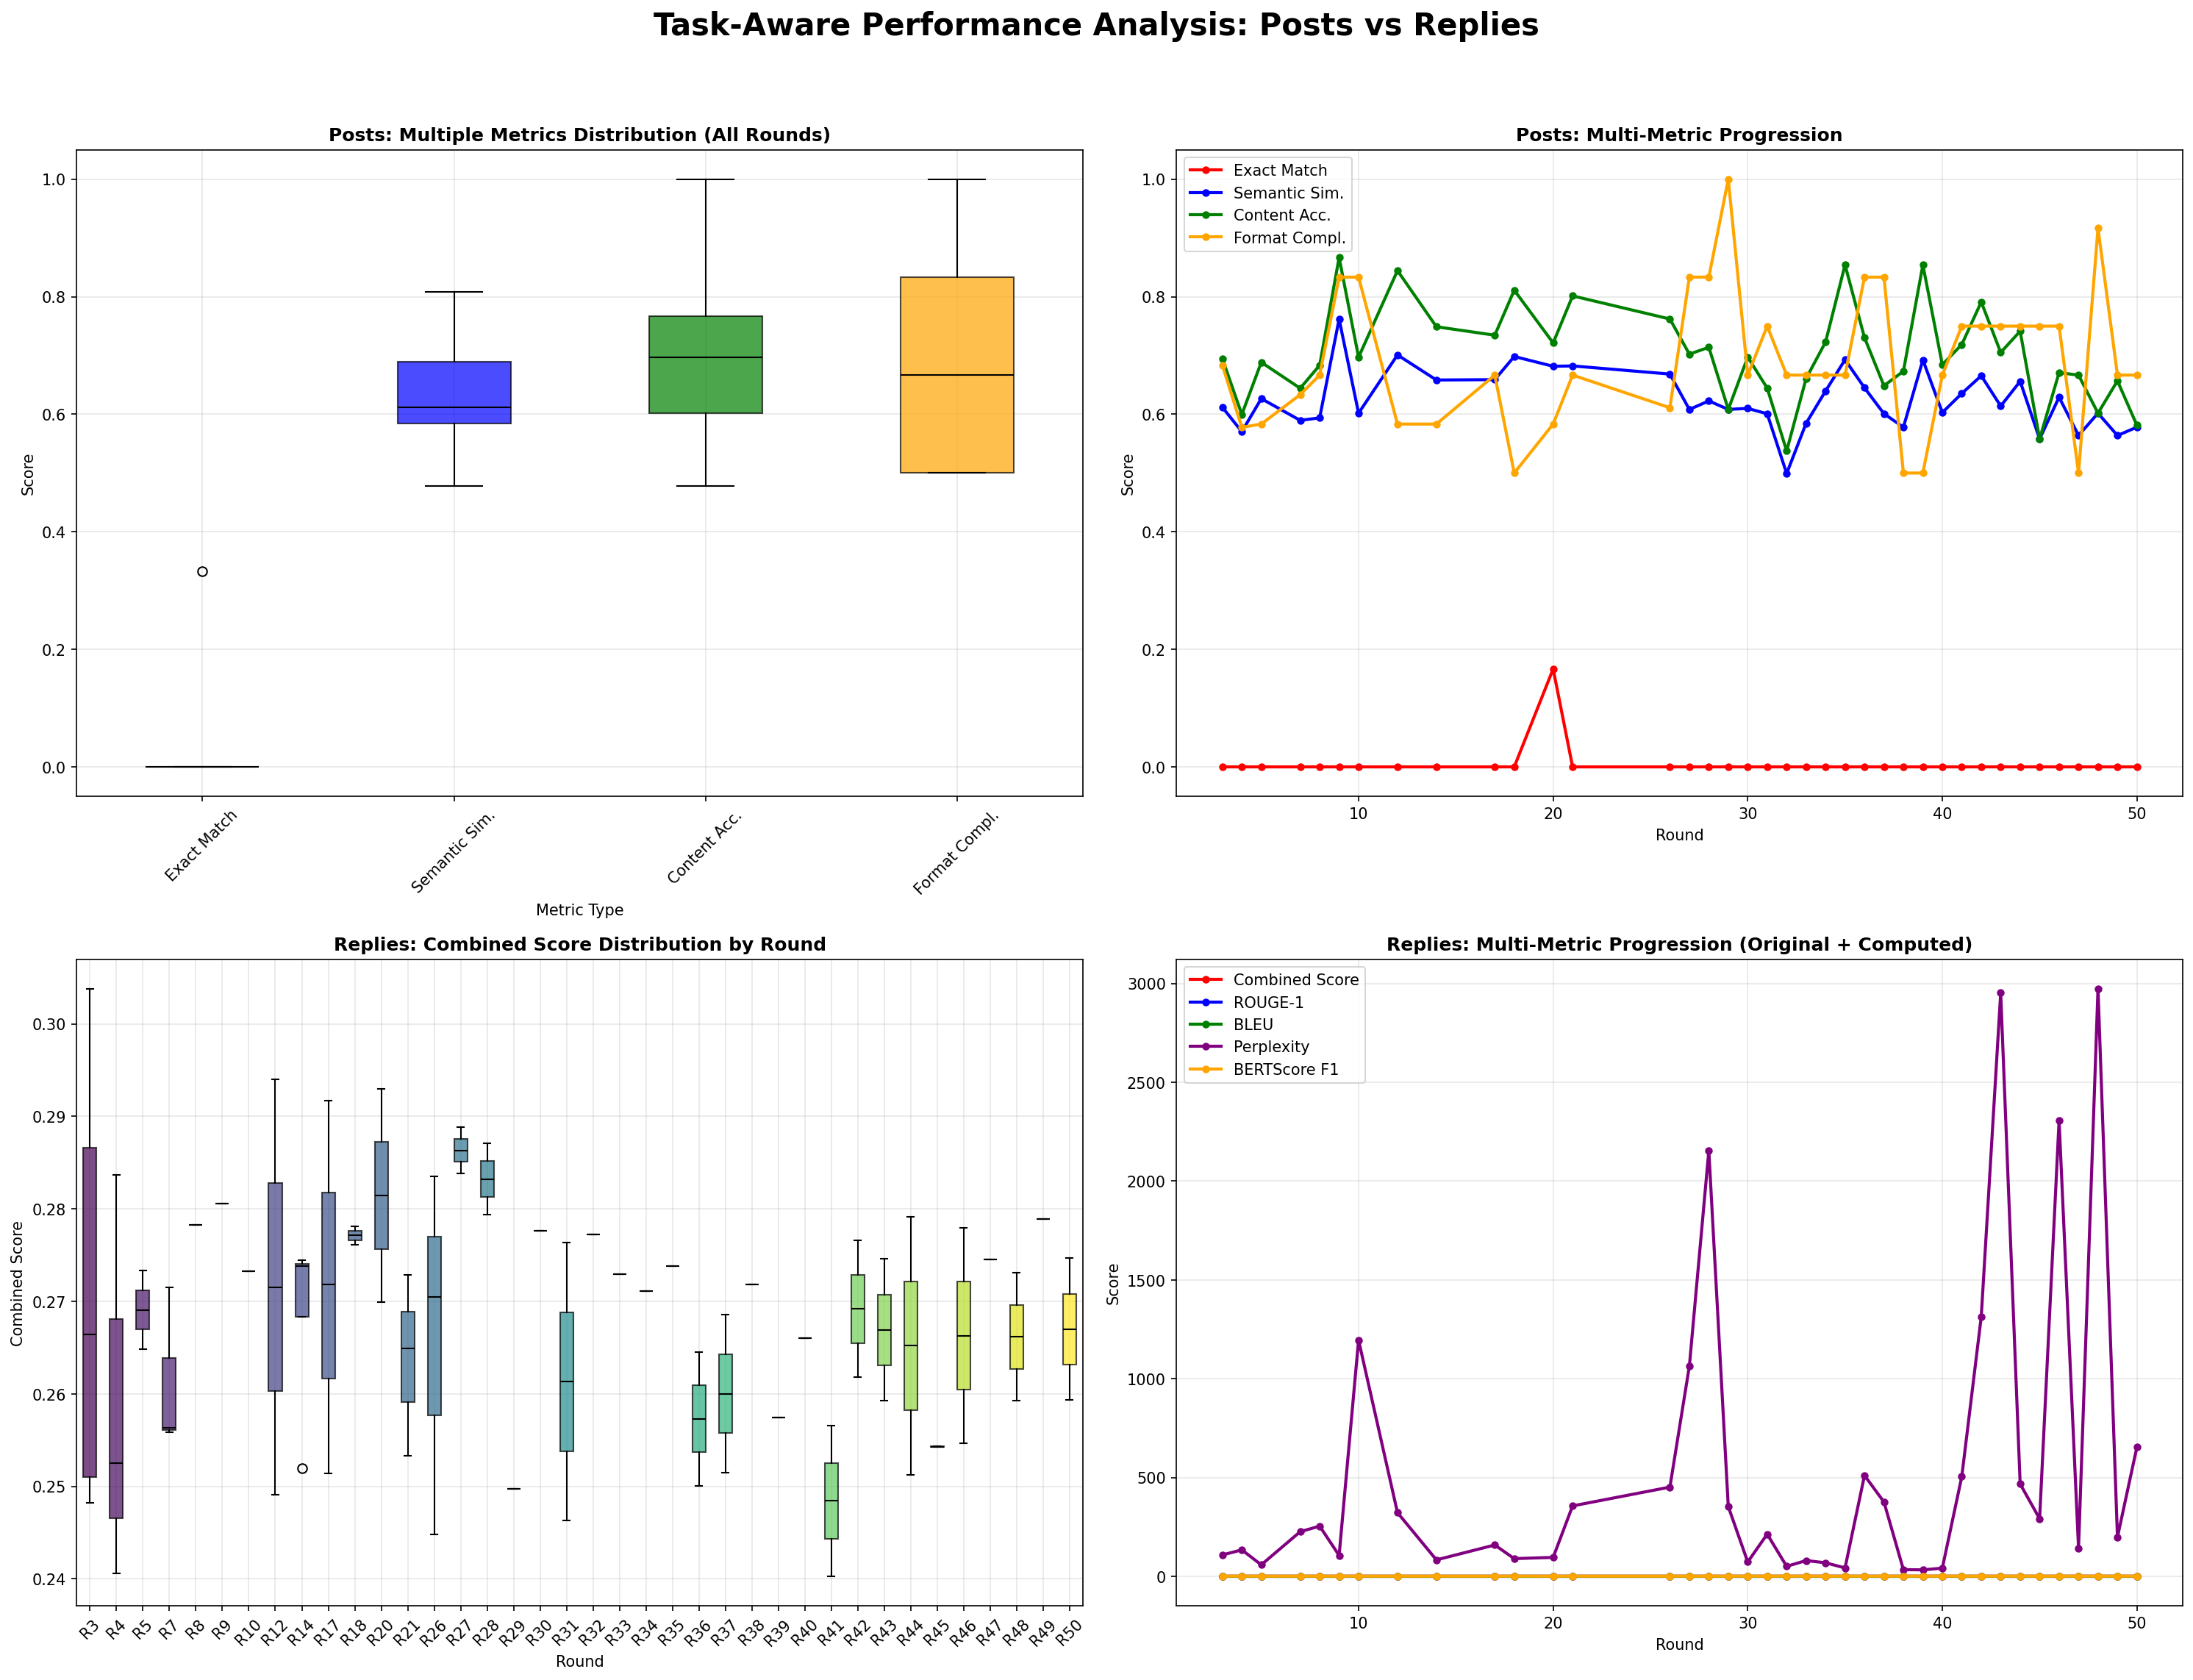 Task-Aware Performance Analysis: Posts vs Replies
Posts: Multiple Metrics Distribution (All Rounds)
Score
1.0
0.8
0.6
0.4
0.2
0.0
Exact Match
Semantic Sim.
Content Acc.
Format Compl.
Metric Type
Posts: Multi-Metric Progression
Score
1.0
0.8
0.6
0.4
0.2
0.0
Exact Match
Semantic Sim.
Content Acc.
Format Compl.
10 20 30 40 50
Round
Replies: Combined Score Distribution by Round
Combined Score
0.30
0.29
0.28
0.27
0.26
0.25
0.24
R3 R4 R5 R7 R8 R9 R10 R12 R14 R17 R18 R20 R21 R26 R27 R28 R29 R30 R31 R32 R33 R34 R35 R36 R37 R38 R39 R40 R41 R42 R43 R44 R45 R46 R47 R48 R49 R50
Round
Replies: Multi-Metric Progression (Original + Computed)
Score
3000
2500
2000
1500
1000
500
0
Combined Score
ROUGE-1
BLEU
Perplexity
BERTScore F1
10 20 30 40 50
Round